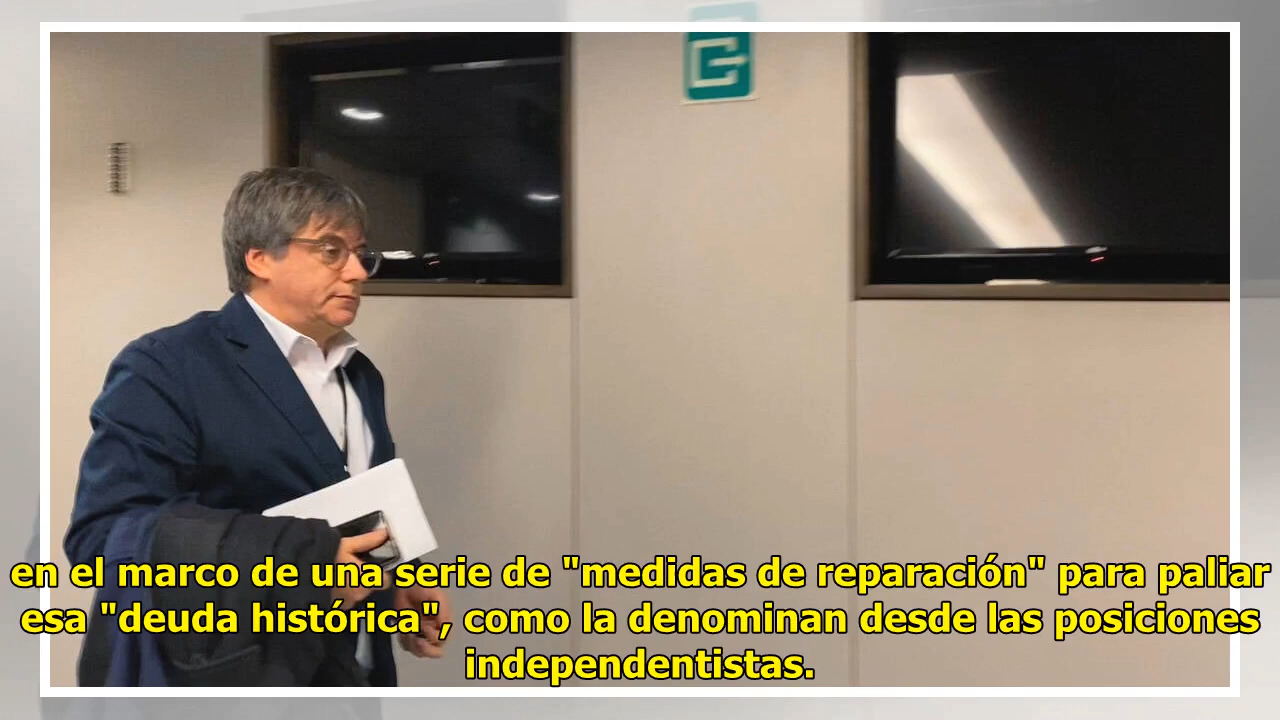 en el marco de una serie de "medidas de reparación" para paliar
esa "deuda histórica", como la denominan desde las posiciones
independentistas.